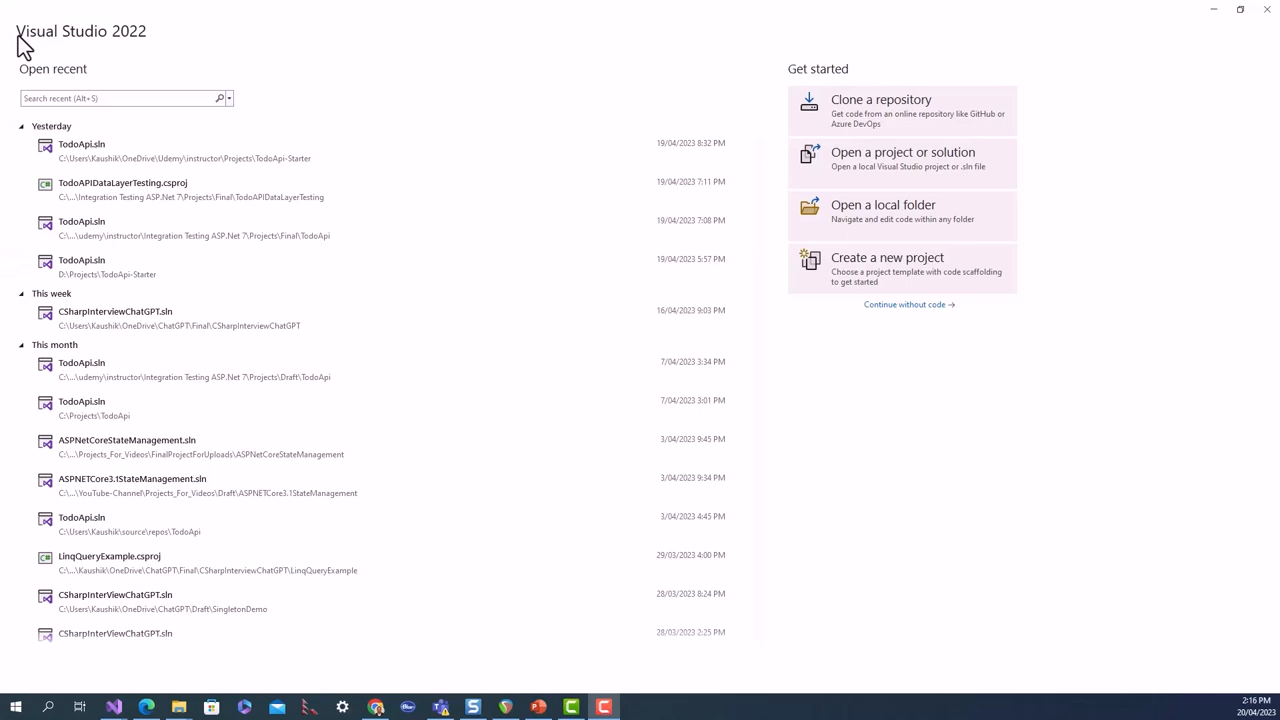 Visual Studio 2022
Open recent
Search recent (Alt+S)
Yesterday
TodoApi.sln
19/04/2023 8:32 PM
C:\Users\Kaushik\OneDrive\Udemy\instructor\Projects\TodoApi-Starter
TodoAPIDataLayerTesting.csproj
19/04/2023 7:11 PM
C:\...\Integration Testing ASP.Net 7\Projects\Final\TodoAPIDataLayerTesting
TodoApi.sln
19/04/2023 7:08 PM
C:\...\udemy\instructor\Integration Testing ASP.Net 7\Projects\Final\TodoApi
TodoApi.sln
19/04/2023 5:57 PM
D:\Projects\TodoApi-Starter
This week
CSharpInterviewChatGPT.sln
16/04/2023 9:03 PM
C:\Users\Kaushik\OneDrive\ChatGPT\Final\CSharpInterviewChatGPT
This month
TodoApi.sln
7/04/2023 3:34 PM
C:\...\udemy\instructor\Integration Testing ASP.Net 7\Projects\Draft\TodoApi
TodoApi.sln
7/04/2023 3:01 PM
C:\Projects\TodoApi
ASPNetCoreStateManagement.sln
3/04/2023 9:45 PM
C:\...\Projects_For_Videos\FinalProjectForUploads\ASPNetCoreStateManagement
ASPNETCore3.1StateManagement.sln
3/04/2023 9:34 PM
C:\...\YouTube-Channel\Projects_For_Videos\Draft\ASPNETCore3.1StateManagement
TodoApi.sln
3/04/2023 4:45 PM
C:\Users\Kaushik\source\repos\TodoApi
LinqQueryExample.csproj
29/03/2023 4:00 PM
C:\...\Kaushik\OneDrive\ChatGPT\Final\CSharpInterviewChatGPT\LinqQueryExample
CSharpInterViewChatGPT.sln
28/03/2023 8:24 PM
C:\Users\Kaushik\OneDrive\ChatGPT\Draft\SingletonDemo
CSharpInterViewChatGPT.sln
28/03/2023 2:25 PM
Get started
Clone a repository
Get code from an online repository like GitHub or
Azure DevOps
Open a project or solution
Open a local Visual Studio project or .sln file
Open a local folder
Navigate and edit code within any folder
Create a new project
Choose a project template with code scaffolding
to get started
Continue without code →
2:16 PM
20/04/2023